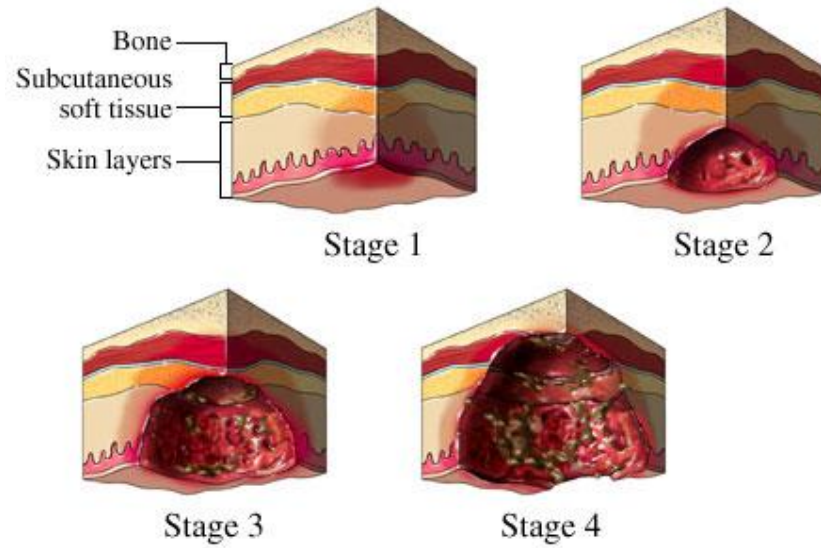 Bone
Subcutaneous
soft tissue
Skin layers
Stage 1
Stage 2
Stage 3
Stage 4